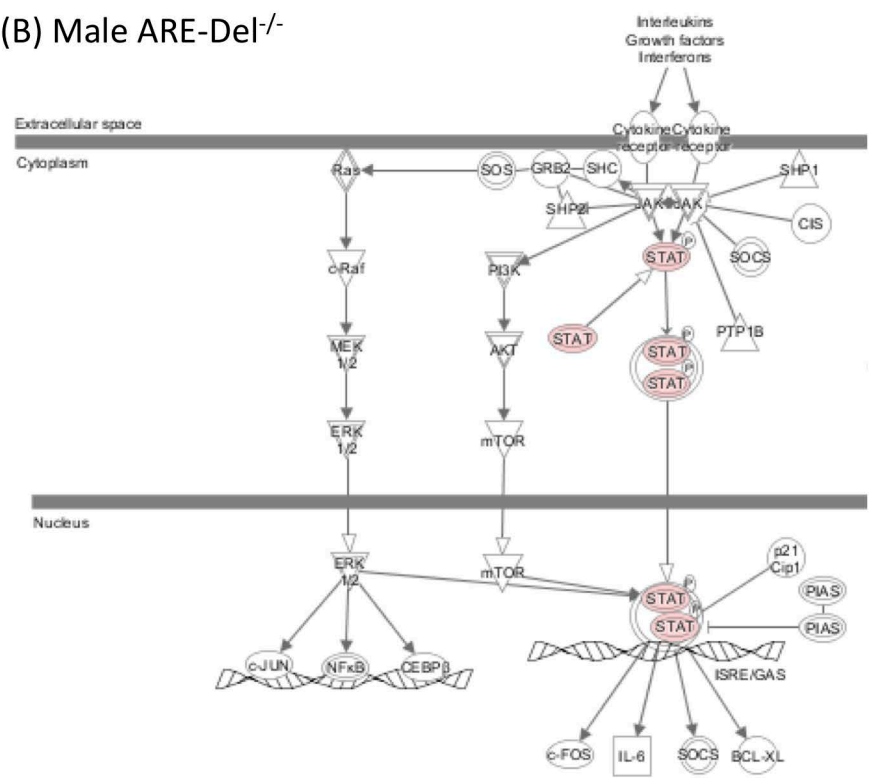 (B) Male ARE-Del-/-
Interleukins
Growth factors
Interferons
Extracellular space
Cytokine
receptor
Cytokine
receptor
Cytoplasm
Ras
SOS
GRB2
SHC
SHP1
JAK
SHP2
CIS
c-Raf
PI3K
STAT
P
SOCS
STAT
PTP1B
MEK
1/2
AKT
STAT
P
STAT
P
ERK
1/2
mTOR
Nucleus
ERK
1/2
mTOR
STAT
P
STAT
P
p21
Cip1
PIAS
PIAS
c-JUN
NFκB
CEBPβ
ISRE/GAS
c-FOS
IL-6
SOCS
BCL-XL